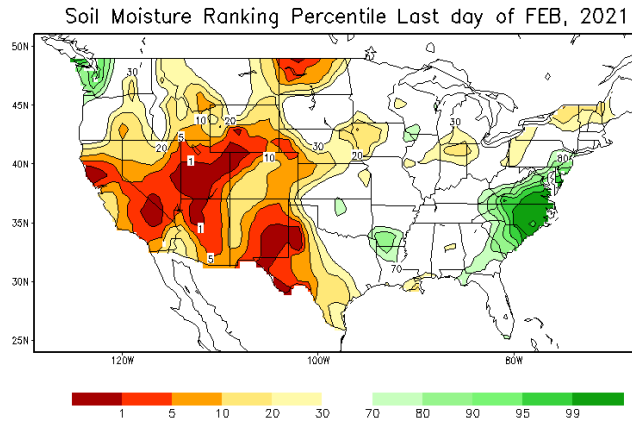 Soil Moisture Ranking Percentile Last day of FEB, 2021
50N
45N
40N
35N
30N
25N
120W 100W 80W
30
10
20
5
20
1
10
30
20
30
80
1
5
70
1 5 10 20 30 70 80 90 95 99